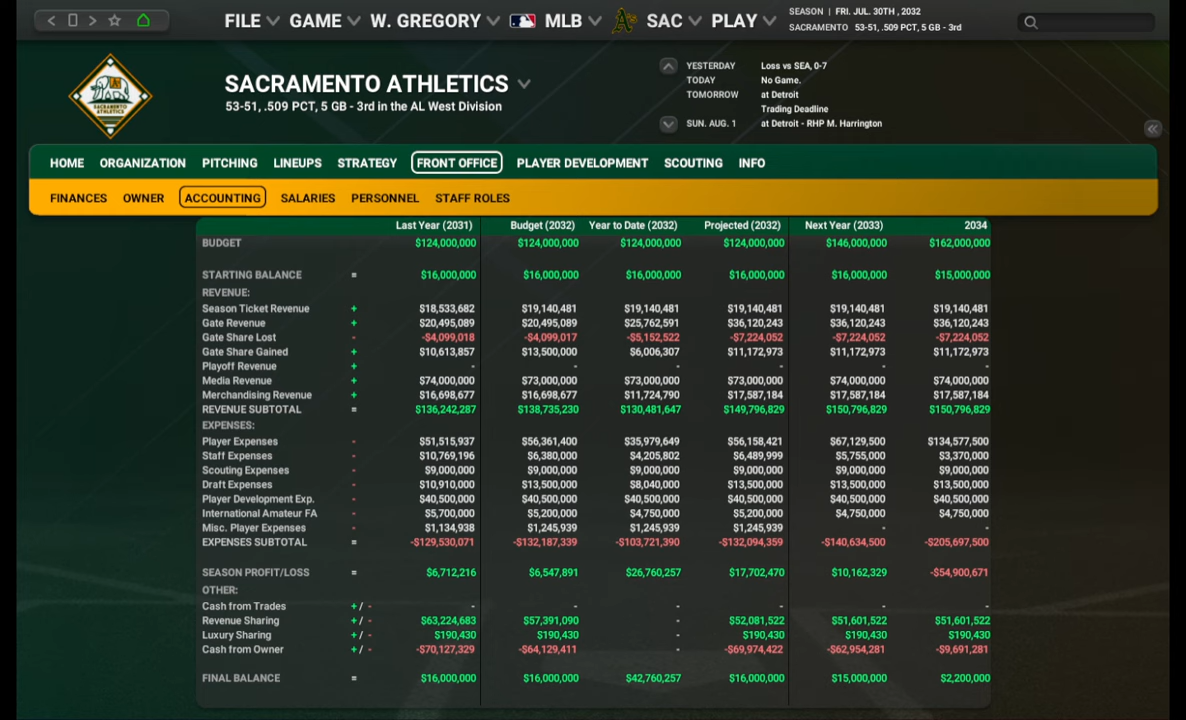 FILE GAME W. GREGORY MLB SAC PLAY
SEASON | FRI. JUL. 30TH , 2032
SACRAMENTO 53-51, .509 PCT, 5 GB - 3rd
SACRAMENTO ATHLETICS
53-51, .509 PCT, 5 GB - 3rd in the AL West Division
YESTERDAY Loss vs SEA, 0-7
TODAY No Game.
TOMORROW at Detroit
Trading Deadline
SUN. AUG. 1 at Detroit - RHP M. Harrington
SACRAMENTO
ATHLETICS
HOME ORGANIZATION PITCHING LINEUPS STRATEGY FRONT OFFICE PLAYER DEVELOPMENT SCOUTING INFO
FINANCES OWNER ACCOUNTING SALARIES PERSONNEL STAFF ROLES
Last Year (2031) Budget (2032) Year to Date (2032) Projected (2032) Next Year (2033) 2034
BUDGET $124,000,000 $124,000,000 $124,000,000 $124,000,000 $146,000,000 $162,000,000
STARTING BALANCE = $16,000,000 $16,000,000 $16,000,000 $16,000,000 $16,000,000 $15,000,000
REVENUE:
Season Ticket Revenue + $18,533,682 $19,140,481 $19,140,481 $19,140,481 $19,140,481 $19,140,481
Gate Revenue + $20,495,089 $20,495,089 $25,762,591 $36,120,243 $36,120,243 $36,120,243
Gate Share Lost - -$4,099,018 -$4,099,017 -$5,152,522 -$7,224,052 -$7,224,052 -$7,224,052
Gate Share Gained + $10,613,857 $13,500,000 $6,006,307 $11,172,973 $11,172,973 $11,172,973
Playoff Revenue + - - - - - -
Media Revenue + $74,000,000 $73,000,000 $73,000,000 $73,000,000 $74,000,000 $74,000,000
Merchandising Revenue + $16,698,677 $16,698,677 $11,724,790 $17,587,184 $17,587,184 $17,587,184
REVENUE SUBTOTAL = $136,242,287 $138,735,230 $130,481,647 $149,796,829 $150,796,829 $150,796,829
EXPENSES:
Player Expenses - $51,515,937 $56,361,400 $35,979,649 $56,158,421 $67,129,500 $134,577,500
Staff Expenses - $10,769,196 $6,380,000 $4,205,802 $6,489,999 $5,755,000 $3,370,000
Scouting Expenses - $9,000,000 $9,000,000 $9,000,000 $9,000,000 $9,000,000 $9,000,000
Draft Expenses - $10,910,000 $13,500,000 $8,040,000 $13,500,000 $13,500,000 $13,500,000
Player Development Exp. - $40,500,000 $40,500,000 $40,500,000 $40,500,000 $40,500,000 $40,500,000
International Amateur FA - $5,700,000 $5,200,000 $4,750,000 $5,200,000 $4,750,000 $4,750,000
Misc. Player Expenses - $1,134,938 $1,245,939 $1,245,939 $1,245,939 - -
EXPENSES SUBTOTAL = -$129,530,071 -$132,187,339 -$103,721,390 -$132,094,359 -$140,634,500 -$205,697,500
SEASON PROFIT/LOSS = $6,712,216 $6,547,891 $26,760,257 $17,702,470 $10,162,329 -$54,900,671
OTHER:
Cash from Trades +/- - - - - - -
Revenue Sharing +/- $63,224,683 $57,391,090 - $52,081,522 $51,601,522 $51,601,522
Luxury Sharing +/- $190,430 $190,430 - $190,430 $190,430 $190,430
Cash from Owner +/- -$70,127,329 -$64,129,411 - -$69,974,422 -$62,954,281 -$9,691,281
FINAL BALANCE = $16,000,000 $16,000,000 $42,760,257 $16,000,000 $15,000,000 $2,200,000